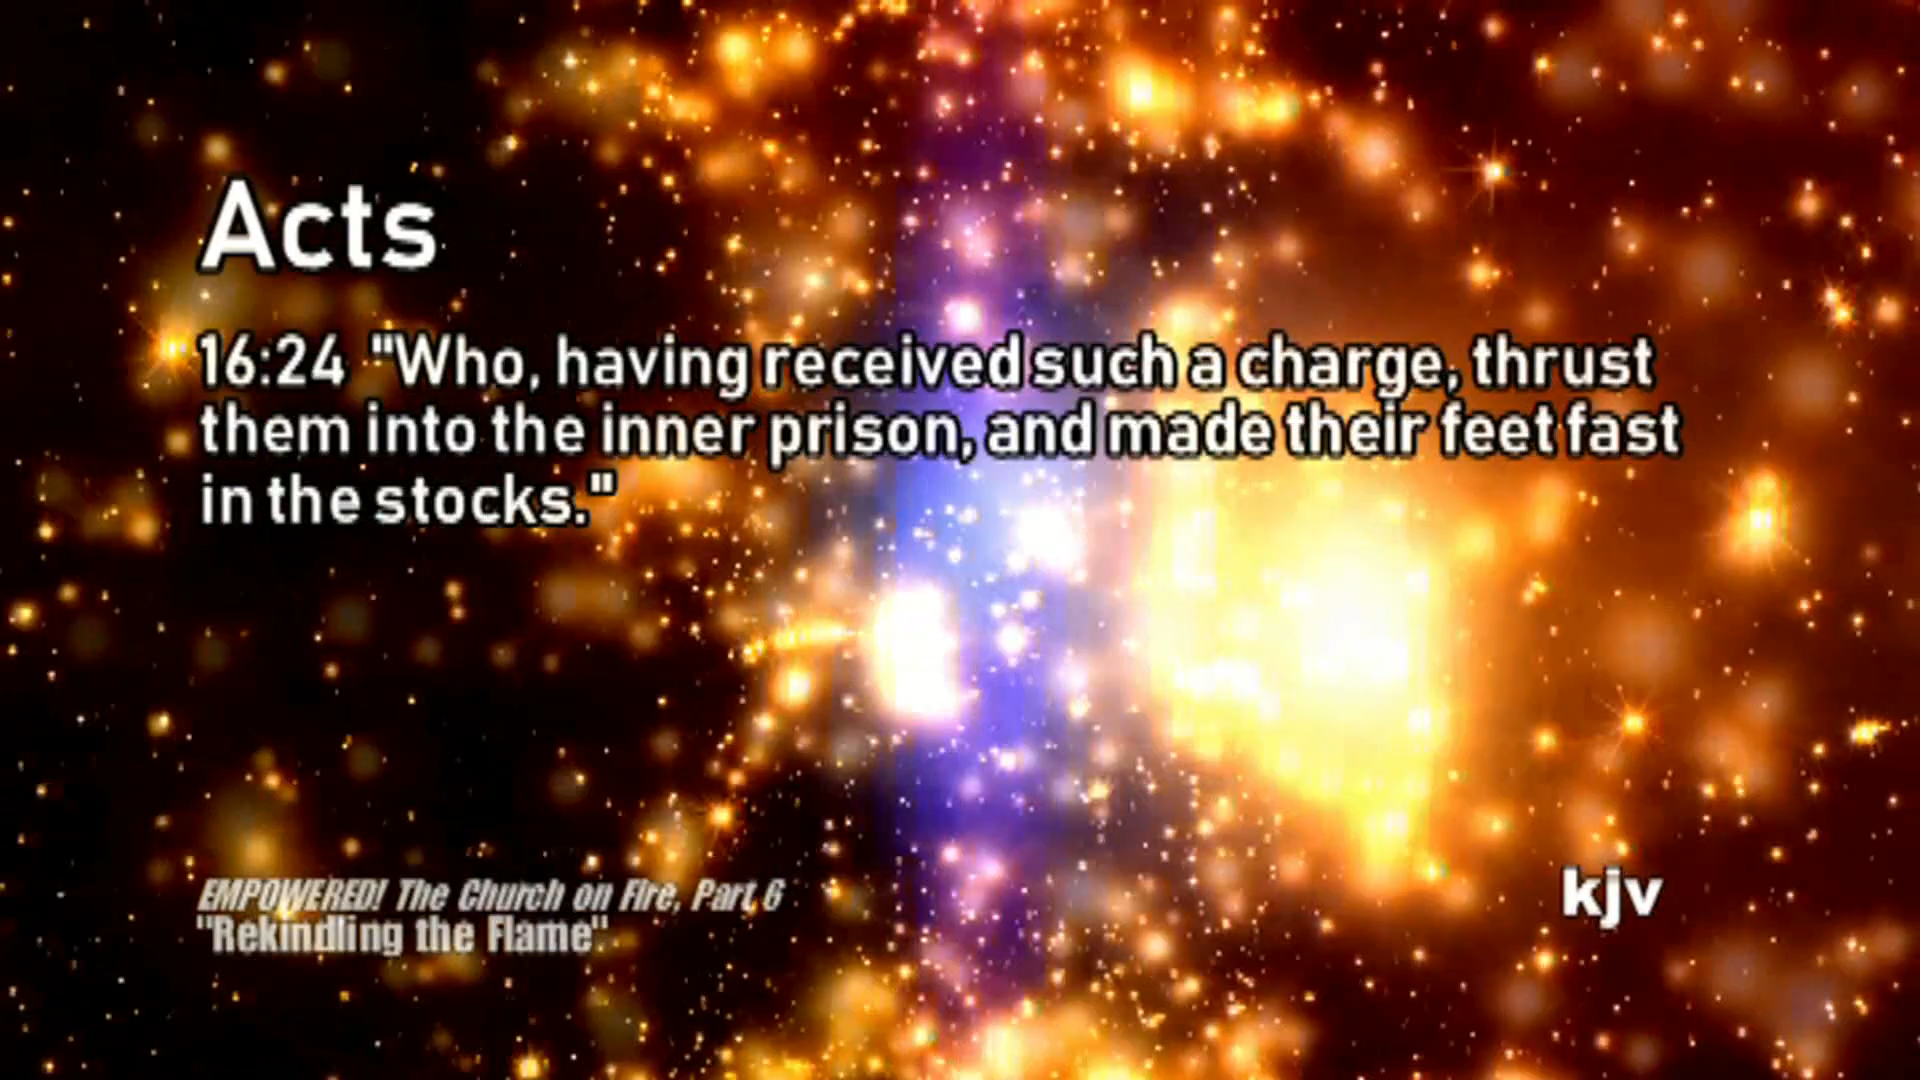 Acts
16:24 "Who, having received such a charge, thrust
them into the inner prison, and made their feet fast
in the stocks."
EMPOWERED! The Church on Fire, Part 6
"Rekindling the Flame"
kjv